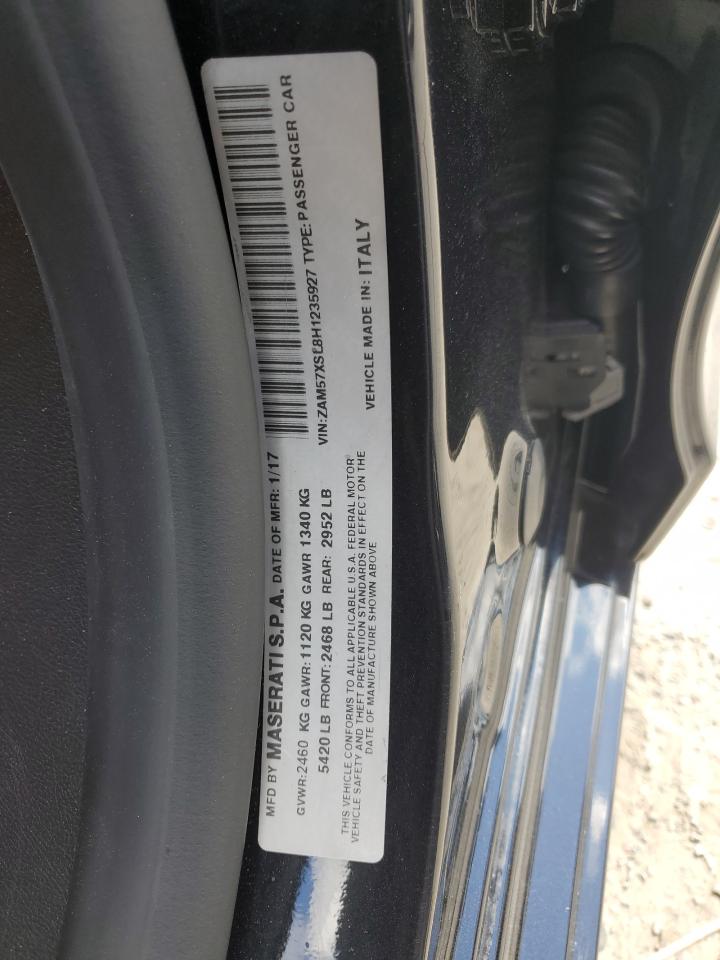 MFD BY MASERATI S.P.A. DATE OF MFR: 1/17
GVWR:2460 KG GAWR:1120 KG GAWR 1340 KG
5420 LB FRONT:2468 LB REAR: 2952 LB
VIN:ZAM57XSL8H1235927 TYPE:PASSENGER CAR
THIS VEHICLE CONFORMS TO ALL APPLICABLE U.S.A. FEDERAL MOTOR
VEHICLE SAFETY AND THEFT PREVENTION STANDARDS IN EFFECT ON THE
DATE OF MANUFACTURE SHOWN ABOVE
VEHICLE MADE IN: ITALY